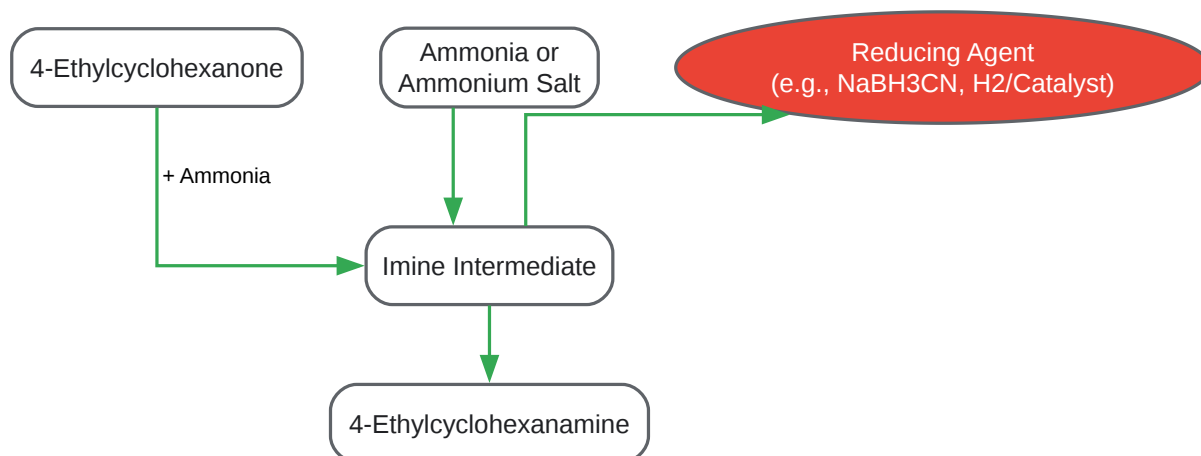 4-Ethylcyclohexanone
Ammonia or
Ammonium Salt
Reducing Agent
(e.g., NaBH3CN, H2/Catalyst)
+ Ammonia
Imine Intermediate
4-Ethylcyclohexanamine